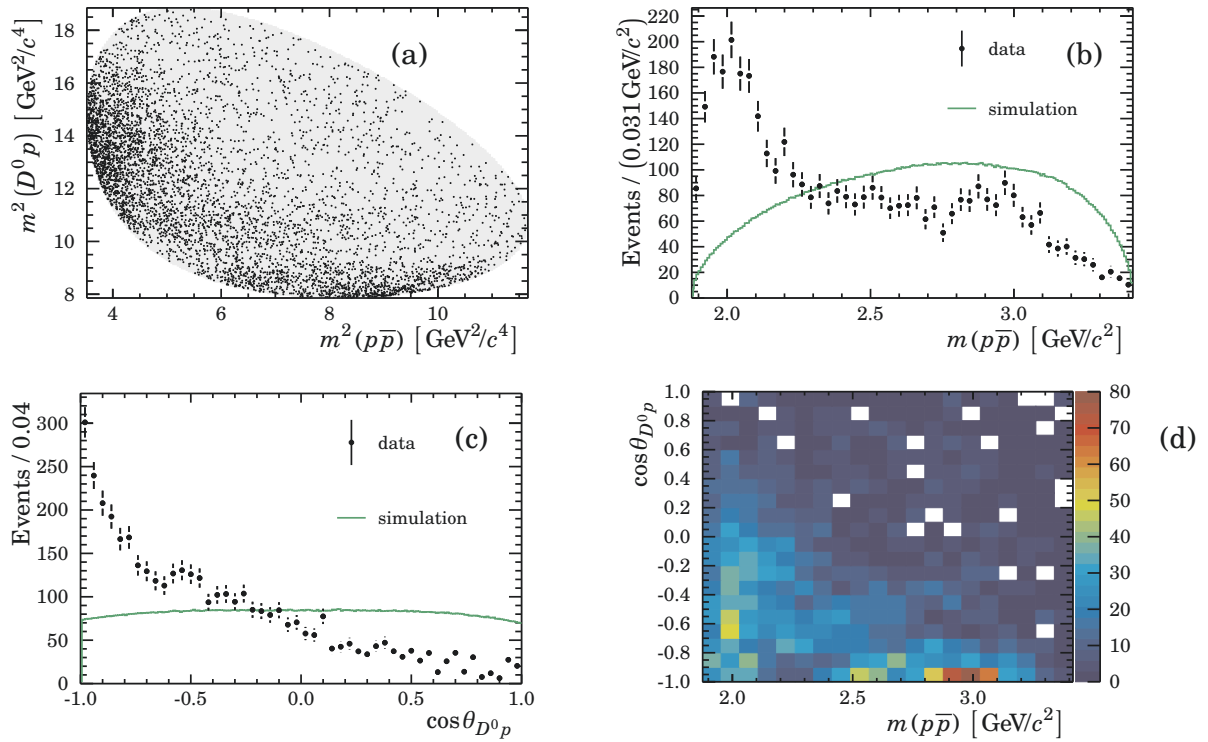 (a)
m²(D⁰p) [GeV²/c⁴]
18
16
14
12
10
8
4 6 8 10
m²(pp̅) [GeV²/c⁴]
(b)
data
simulation
Events / (0.031 GeV/c²)
220
200
180
160
140
120
100
80
60
40
20
0
2.0 2.5 3.0
m(pp̅) [GeV/c²]
(c)
data
simulation
Events / 0.04
300
250
200
150
100
50
0
-1.0 -0.5 0.0 0.5 1.0
cosθ_{D⁰p}
(d)
cosθ_{D⁰p}
1.0
0.8
0.6
0.4
0.2
0.0
-0.2
-0.4
-0.6
-0.8
-1.0
2.0 2.5 3.0
m(pp̅) [GeV/c²]
80
70
60
50
40
30
20
10
0